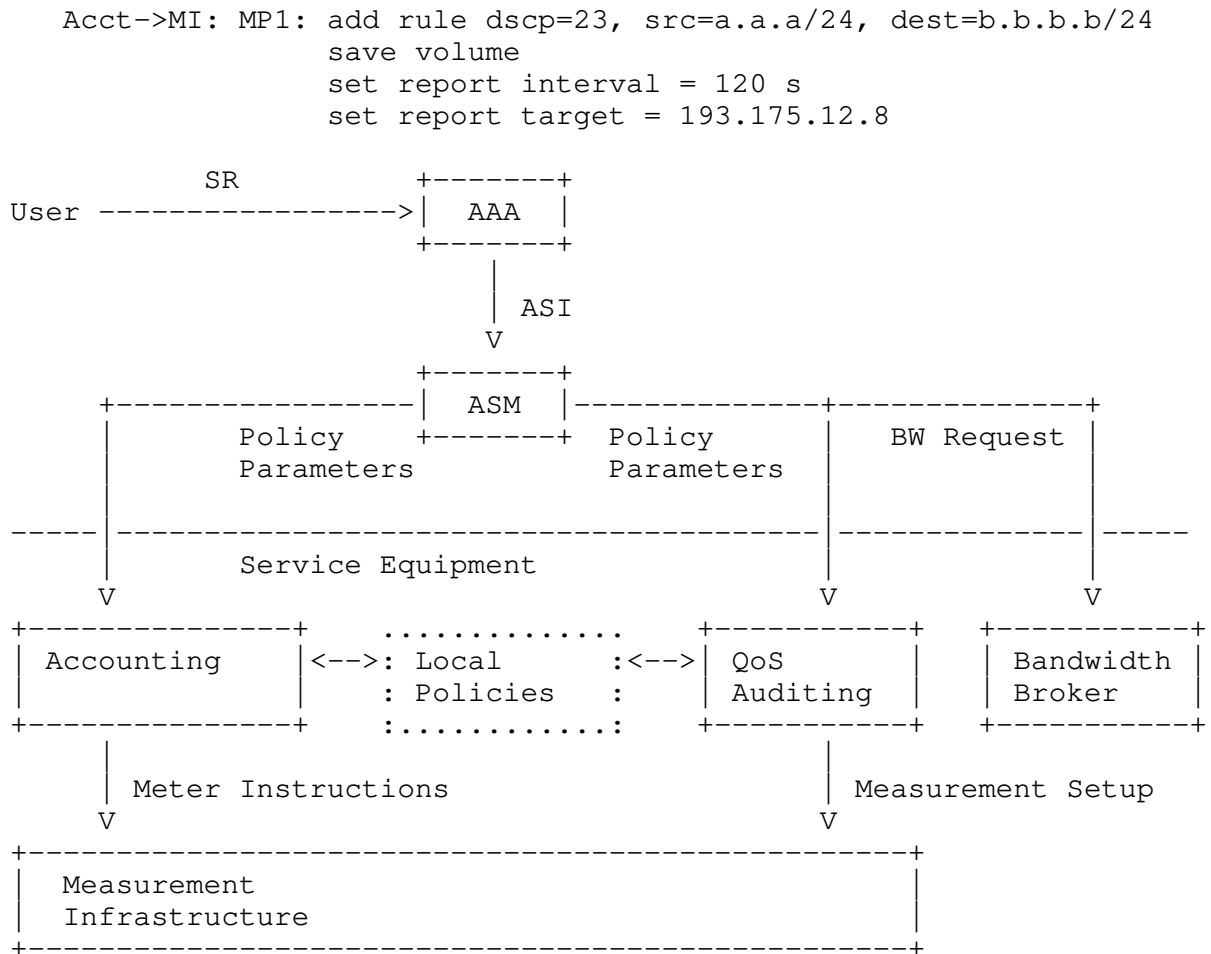 Acct->MI: MP1: add rule dscp=23, src=a.a.a/24, dest=b.b.b.b/24
save volume
set report interval = 120 s
set report target = 193.175.12.8
SR
User AAA
ASI
V
ASM
Policy Policy BW Request
Parameters Parameters
Service Equipment
V V V
Accounting Local QoS Bandwidth
Policies Auditing Broker
Meter Instructions Measurement Setup
V V
Measurement
Infrastructure